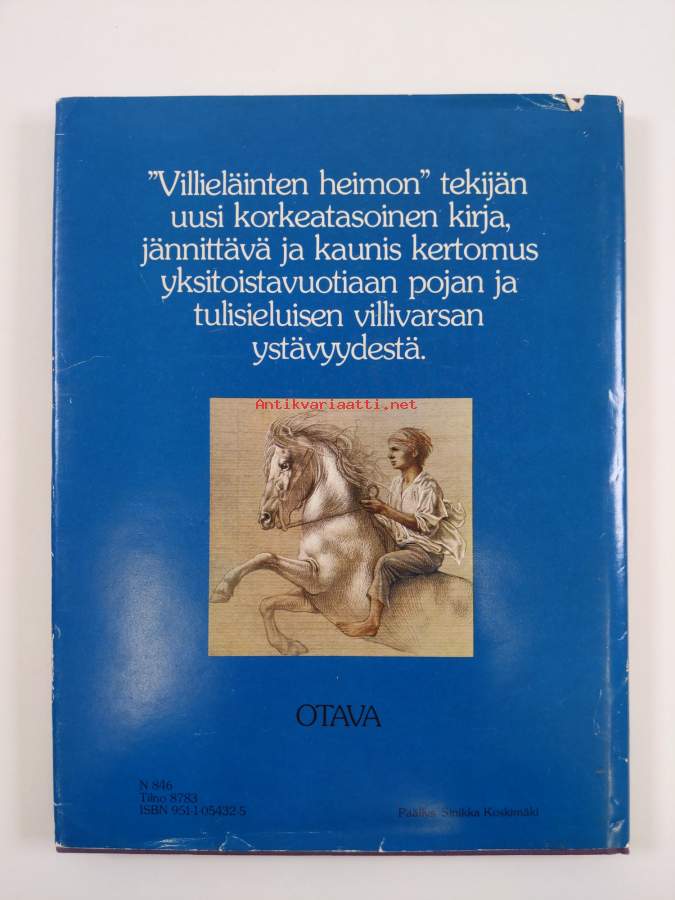 "Villieläinten heimon" tekijän
uusi korkeatasoinen kirja,
jännittävä ja kaunis kertomus
yksitoistavuotiaan pojan ja
tulisieluisen villivarsan
ystävyydestä.
Antikvariaatti.net
OTAVA
N 846
Tilno 8783
ISBN 951-1-05432-5
Päällys Sinikka Koskimäki